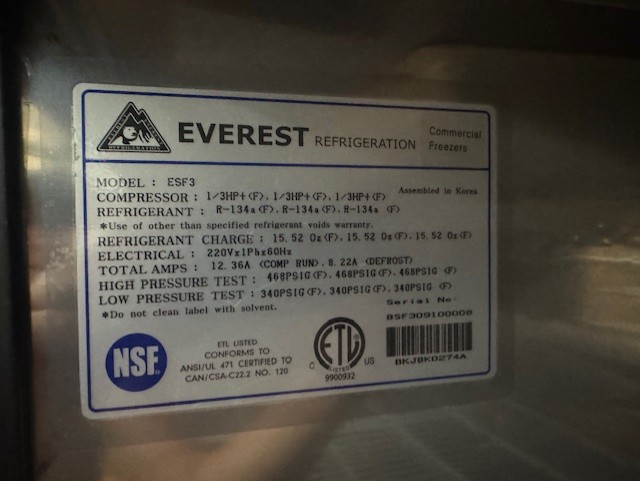 EVEREST REFRIGERATION
Commercial
Freezers
MODEL : ESF3
Assembled in Korea
COMPRESSOR : 1/3HP+(F). 1/3HP+(F). 1/3HP+(F)
REFRIGERANT : R-134a (F). R-134a (F). R-134a (F)
*Use of other than specified refrigerant voids warranty.
REFRIGERANT CHARGE : 15.52 Oz(F). 15.52 Oz(F). 15.52 Oz(F)
ELECTRICAL : 220Vx1Phx60Hz
TOTAL AMPS : 12.36A (COMP RUN). 8.22A (DEFROST)
HIGH PRESSURE TEST : 468PSIG(F). 468PSIG(F). 468PSIG (F)
LOW PRESSURE TEST : 340PSIG(F). 340PSIG(F). 340PSIG (F)
*Do not clean label with solvent.
Serial No.
8SF309100008
BKJ8K0274A
NSF®
ETL LISTED
CONFORMS TO
ANSI/UL 471 CERTIFIED TO
CAN/CSA-C22.2 NO. 120
C ETL US
LISTED
9900932